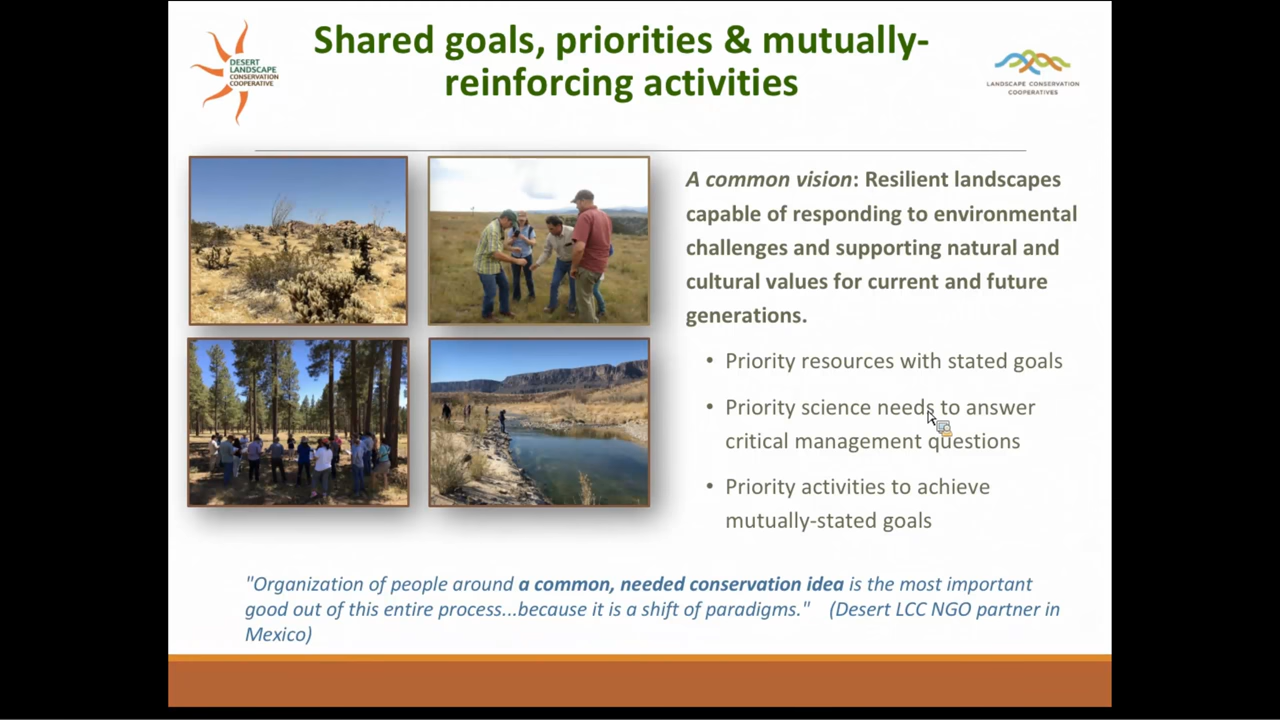 Shared goals, priorities & mutually-
reinforcing activities
DESERT
LANDSCAPE
CONSERVATION
COOPERATIVE
LANDSCAPE CONSERVATION
COOPERATIVES
A common vision: Resilient landscapes
capable of responding to environmental
challenges and supporting natural and
cultural values for current and future
generations.
• Priority resources with stated goals
• Priority science needs to answer
critical management questions
• Priority activities to achieve
mutually-stated goals
"Organization of people around a common, needed conservation idea is the most important
good out of this entire process...because it is a shift of paradigms." (Desert LCC NGO partner in
Mexico)